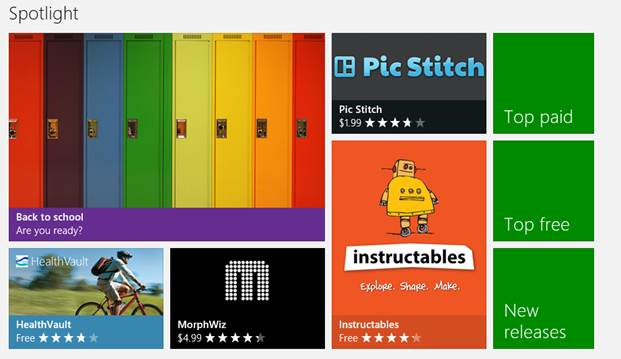 Spotlight
Back to school
Are you ready?
Pic Stitch
Pic Stitch
$1.99
Top paid
instructables
Explore. Share. Make.
Instructables
Free
Top free
HealthVault
HealthVault
Free
M
MorphWiz
$4.99
New
releases